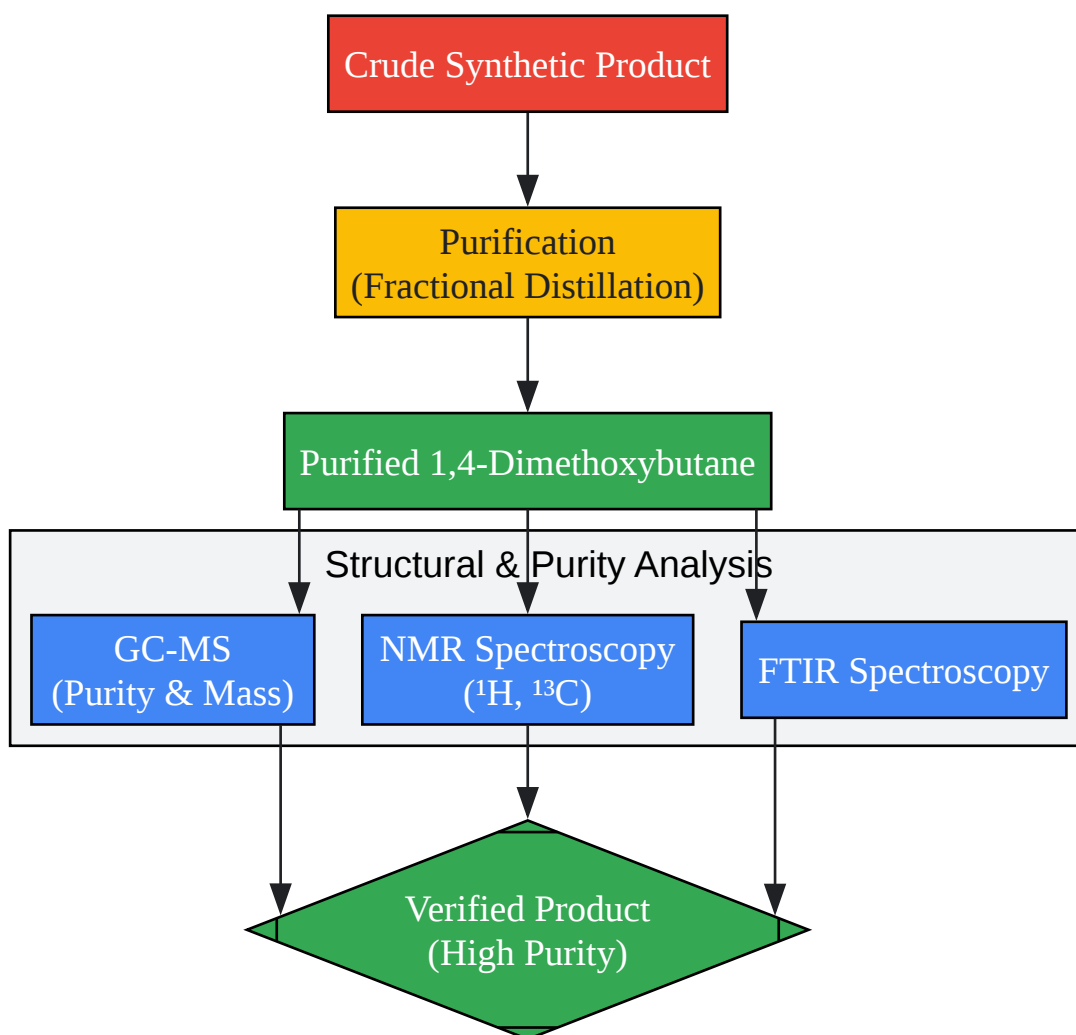 Crude Synthetic Product
Purification
(Fractional Distillation)
Purified 1,4-Dimethoxybutane
Structural & Purity Analysis
GC-MS
(Purity & Mass)
NMR Spectroscopy
(¹H, ¹³C)
FTIR Spectroscopy
Verified Product
(High Purity)